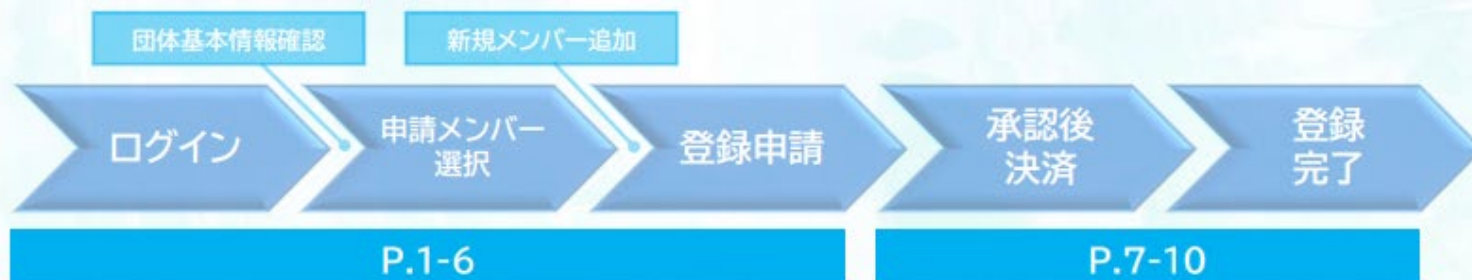 団体基本情報確認
新規メンバー追加
ログイン
申請メンバー
選択
登録申請
承認後
決済
登録
完了
P.1-6
P.7-10